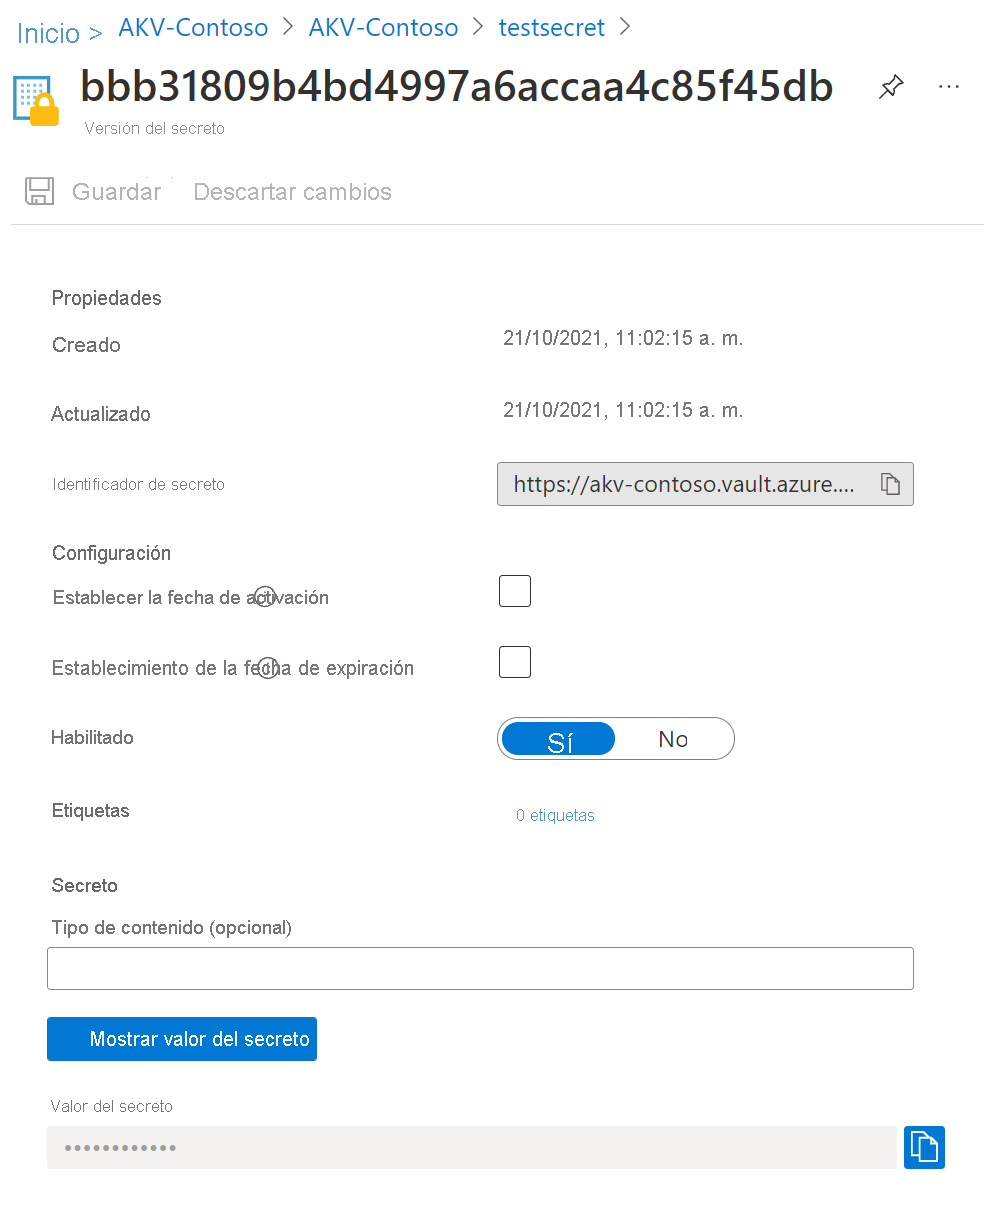 Inicio > AKV-Contoso > AKV-Contoso > testsecret >
bbb31809b4bd4997a6accaa4c85f45db
Versión del secreto
Guardar Descartar cambios
Propiedades
Creado 21/10/2021, 11:02:15 a. m.
Actualizado 21/10/2021, 11:02:15 a. m.
Identificador de secreto https://akv-contoso.vault.azure....
Configuración
Establecer la fecha de activación
Establecimiento de la fecha de expiración
Habilitado Sí No
Etiquetas 0 etiquetas
Secreto
Tipo de contenido (opcional)
Mostrar valor del secreto
Valor del secreto
••••••••••••